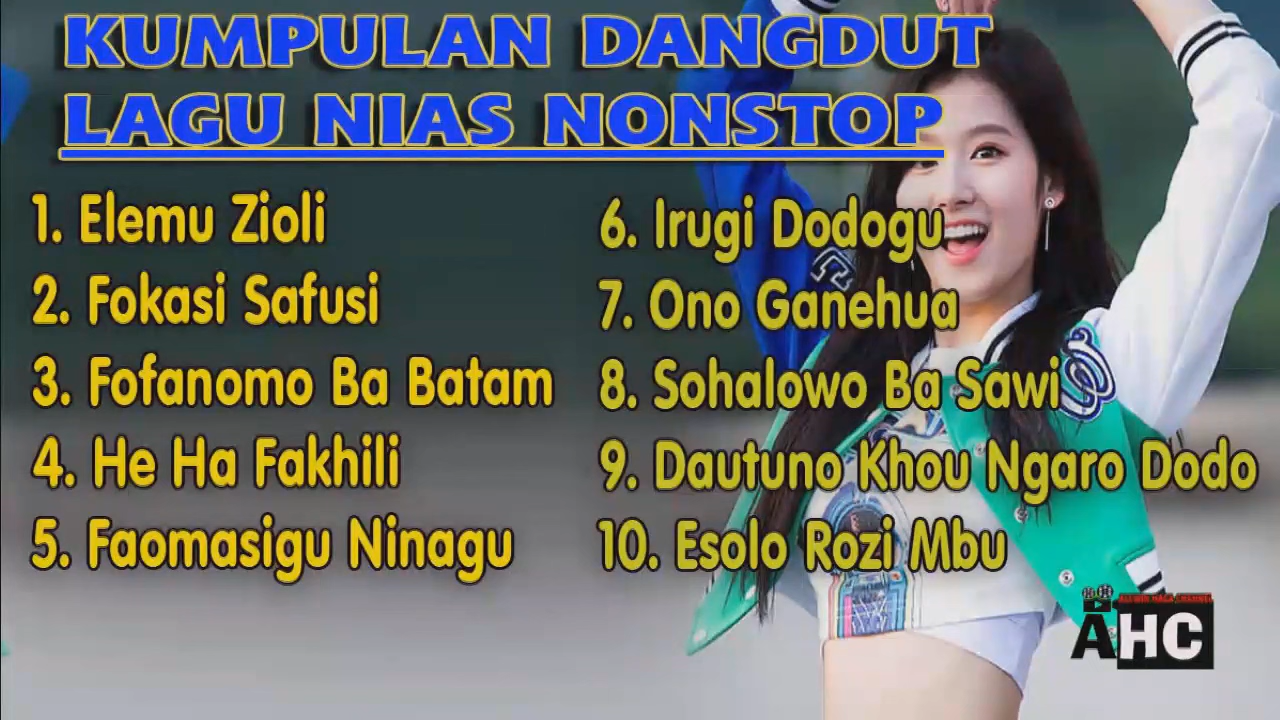 KUMPULAN DANGDUT
LAGU NIAS NONSTOP
1. Elemu Zioli
2. Fokasi Safusi
3. Fofanomo Ba Batam
4. He Ha Fakhili
5. Faomasigu Ninagu
6. Irugi Dodogu
7. Ono Ganehua
8. Sohalowo Ba Sawi
9. Dautuno Khou Ngaro Dodo
10. Esolo Rozi Mbu
AHC